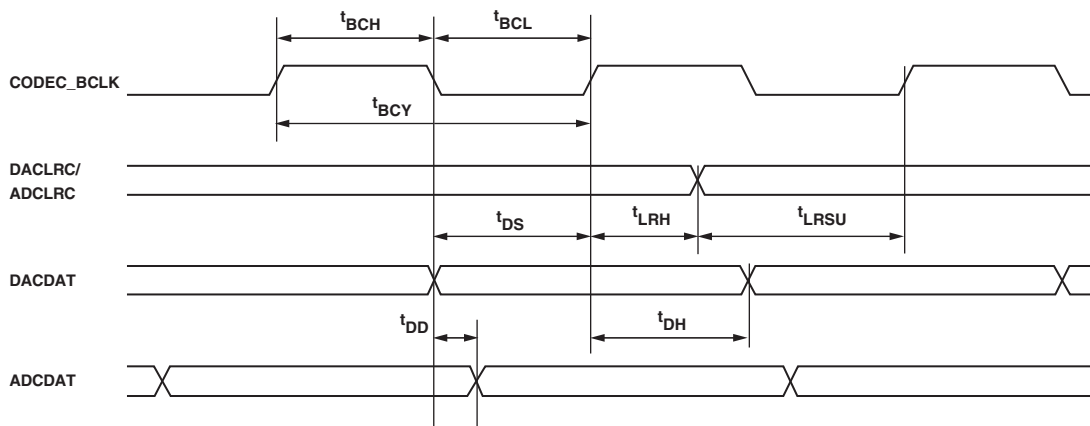 tBCH
tBCL
CODEC_BCLK
tBCY
DACLRC/
ADCLRC
tDS
tLRH
tLRSU
DACDAT
tDD
tDH
ADCDAT